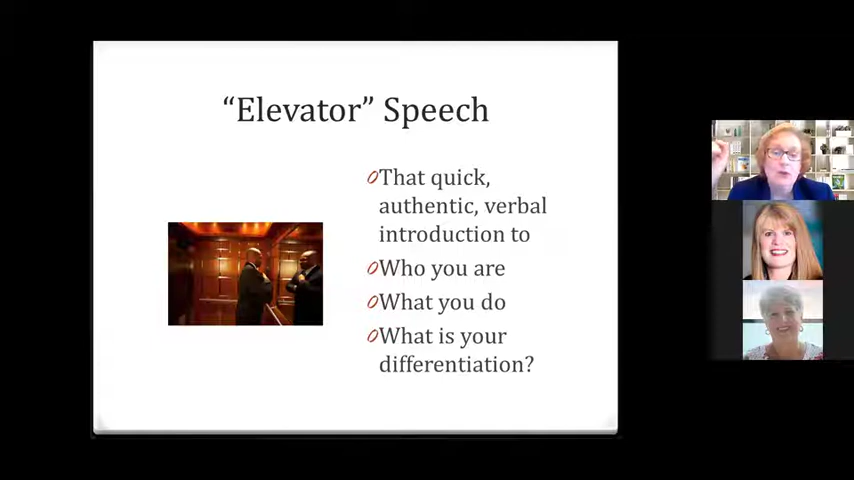 “Elevator” Speech
That quick,
authentic, verbal
introduction to
Who you are
What you do
What is your
differentiation?